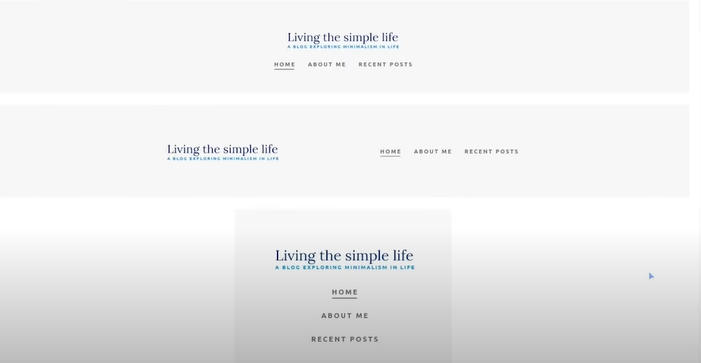 Living the simple life
A BLOG EXPLORING MINIMALISM IN LIFE
HOME ABOUT ME RECENT POSTS
Living the simple life
A BLOG EXPLORING MINIMALISM IN LIFE
HOME ABOUT ME RECENT POSTS
Living the simple life
A BLOG EXPLORING MINIMALISM IN LIFE
HOME
ABOUT ME
RECENT POSTS